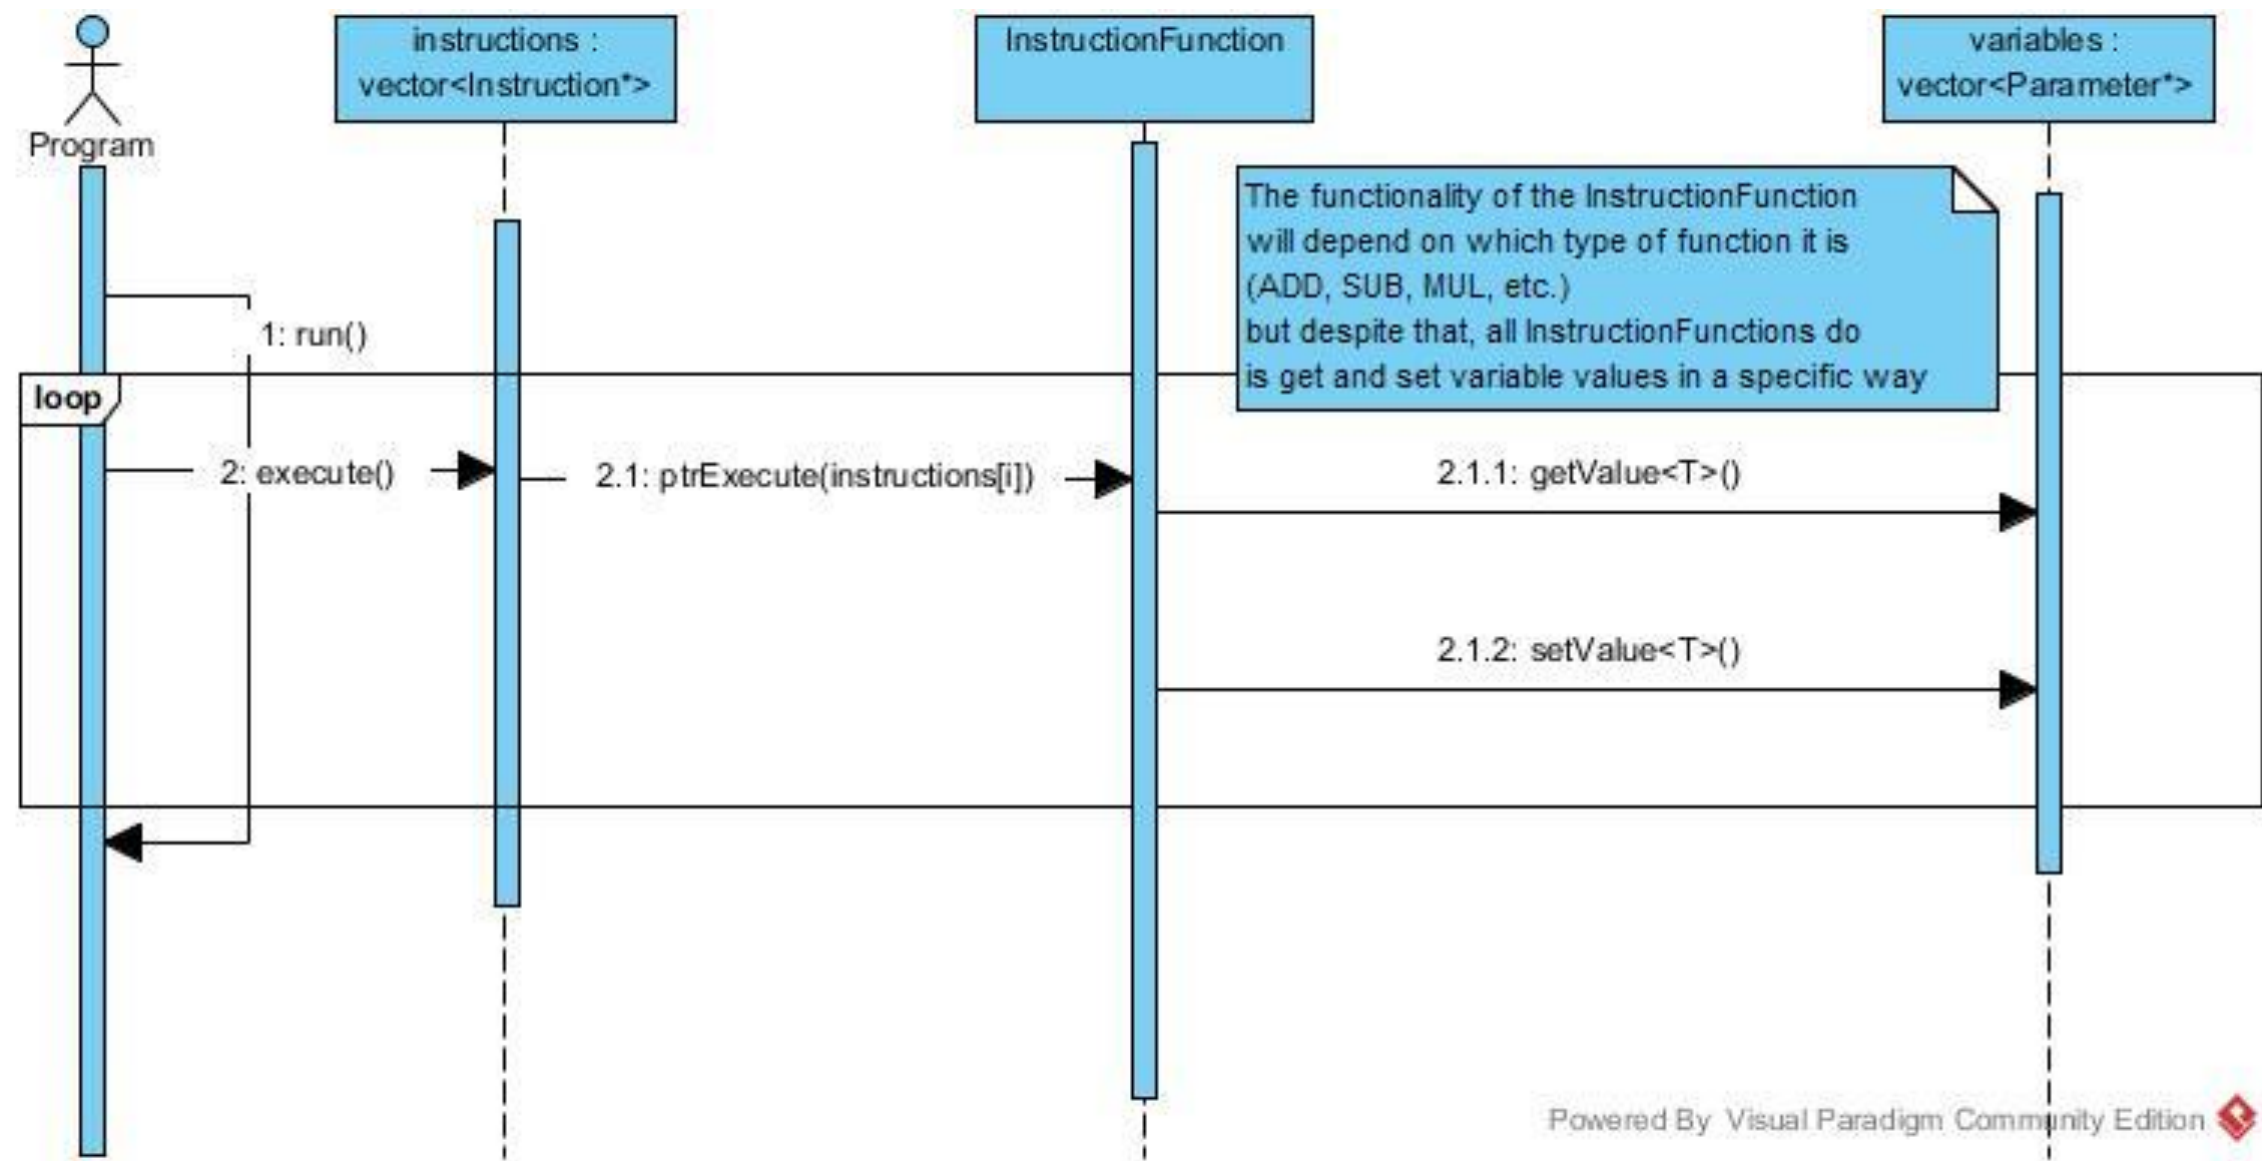 instructions :
vector<Instruction*>
InstructionFunction
variables :
vector<Parameter*>
Program
The functionality of the InstructionFunction
will depend on which type of function it is
(ADD, SUB, MUL, etc.)
but despite that, all InstructionFunctions do
is get and set variable values in a specific way
1: run()
loop
2: execute()
2.1: ptrExecute(instructions[i])
2.1.1: getValue<T>()
2.1.2: setValue<T>()
Powered By Visual Paradigm Community Edition